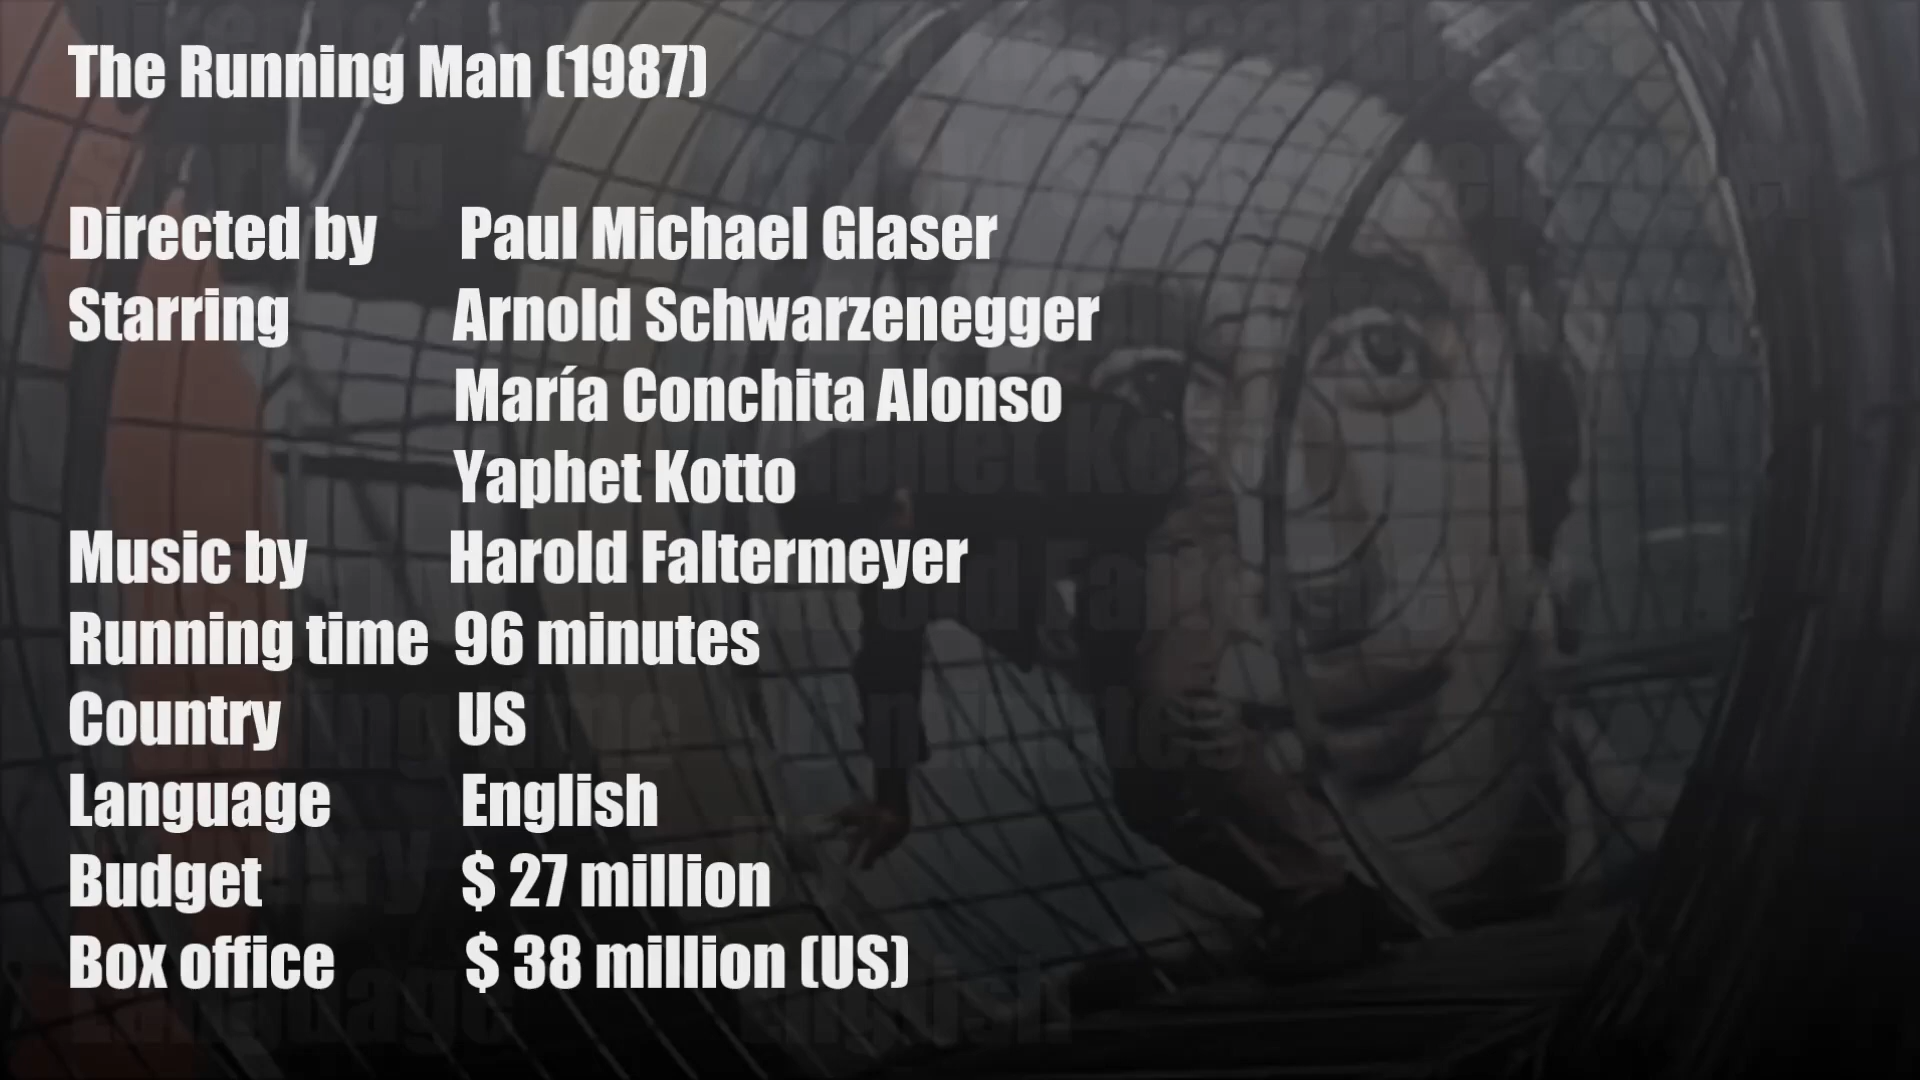 The Running Man (1987)
Directed by Paul Michael Glaser
Starring Arnold Schwarzenegger
María Conchita Alonso
Yaphet Kotto
Music by Harold Faltermeyer
Running time 96 minutes
Country US
Language English
Budget $ 27 million
Box office $ 38 million (US)